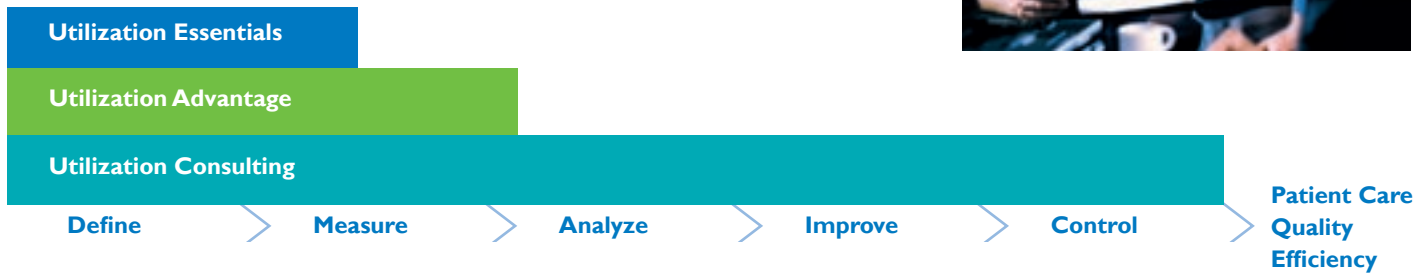 Utilization Essentials
Utilization Advantage
Utilization Consulting
Define
Measure
Analyze
Improve
Control
Patient Care
Quality
Efficiency